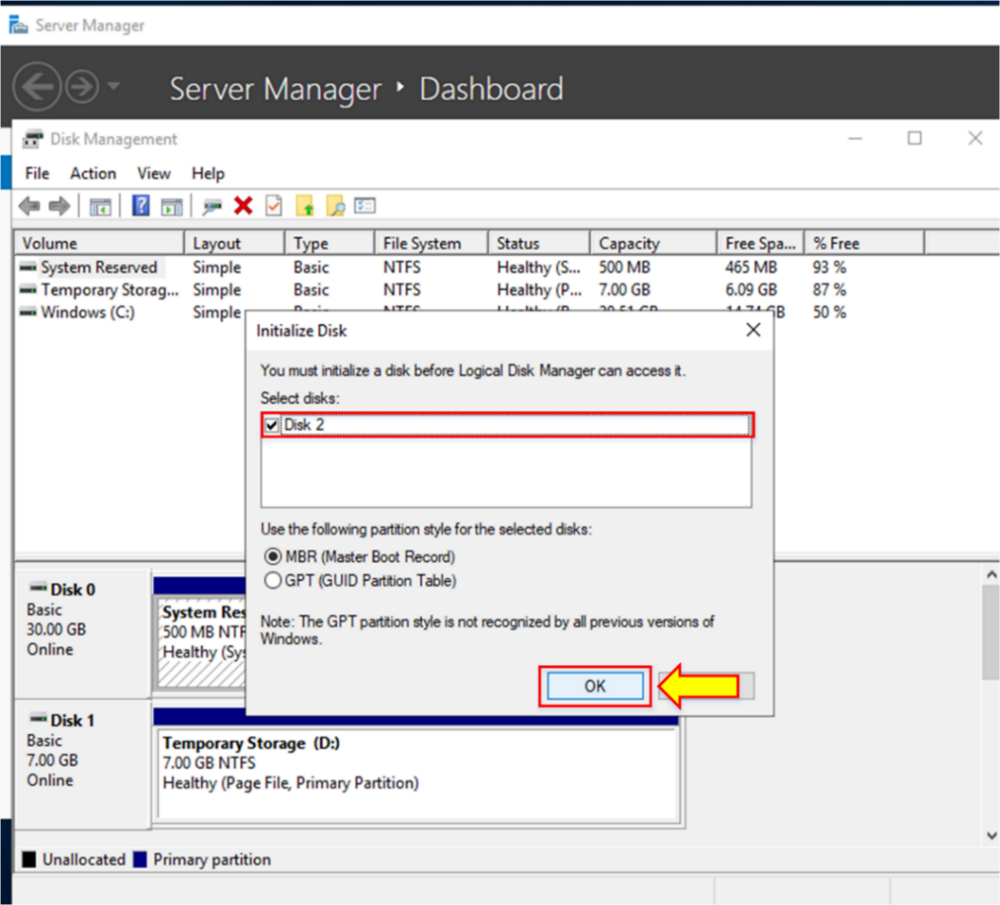 Server Manager
Server Manager ‣ Dashboard
Disk Management
File Action View Help
Volume Layout Type File System Status Capacity Free Spa... % Free
System Reserved Simple Basic NTFS Healthy (S... 500 MB 465 MB 93 %
Temporary Storag... Simple Basic NTFS Healthy (P... 7.00 GB 6.09 GB 87 %
Windows (C:) Simple 50 %
Initialize Disk
You must initialize a disk before Logical Disk Manager can access it.
Select disks:
Disk 2
Use the following partition style for the selected disks:
MBR (Master Boot Record)
GPT (GUID Partition Table)
Note: The GPT partition style is not recognized by all previous versions of
Windows.
OK
Disk 0
Basic
30.00 GB
Online
System Res
500 MB NTF
Healthy (Sys
Disk 1
Basic
7.00 GB
Online
Temporary Storage (D:)
7.00 GB NTFS
Healthy (Page File, Primary Partition)
Unallocated Primary partition